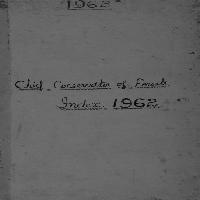 1962
Chief Conservator of Forests.
Index 1962